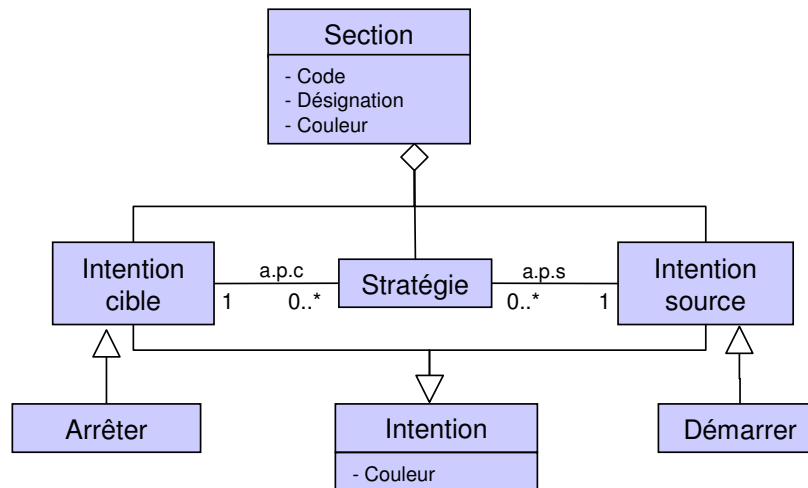 Section
- Code
- Désignation
- Couleur
Intention
cible
a.p.c
1
0..*
Stratégie
a.p.s
0..*
1
Intention
source
Arrêter
Intention
- Couleur
Démarrer